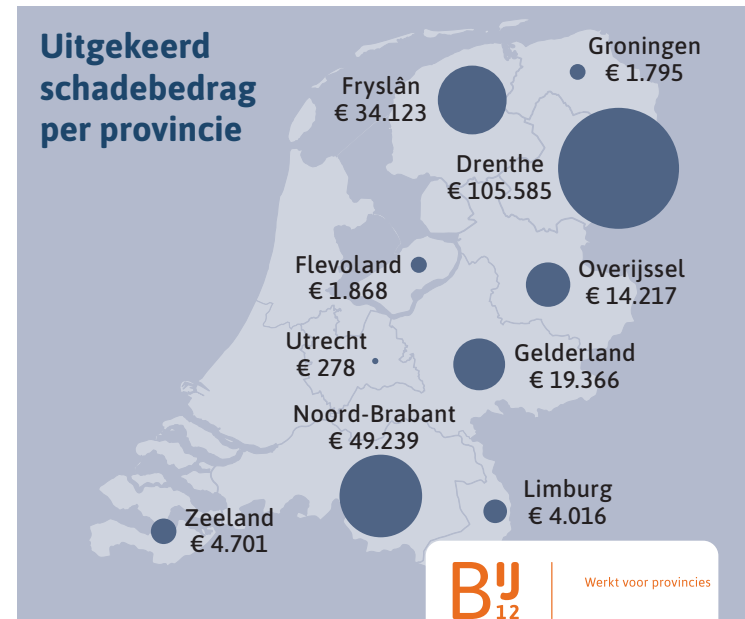 Uitgekeerd
schadebedrag
per provincie
Groningen
€ 1.795
Fryslân
€ 34.123
Drenthe
€ 105.585
Flevoland
€ 1.868
Overijssel
€ 14.217
Utrecht
€ 278
Gelderland
€ 19.366
Noord-Brabant
€ 49.239
Limburg
€ 4.016
Zeeland
€ 4.701
BIJ
12
Werkt voor provincies